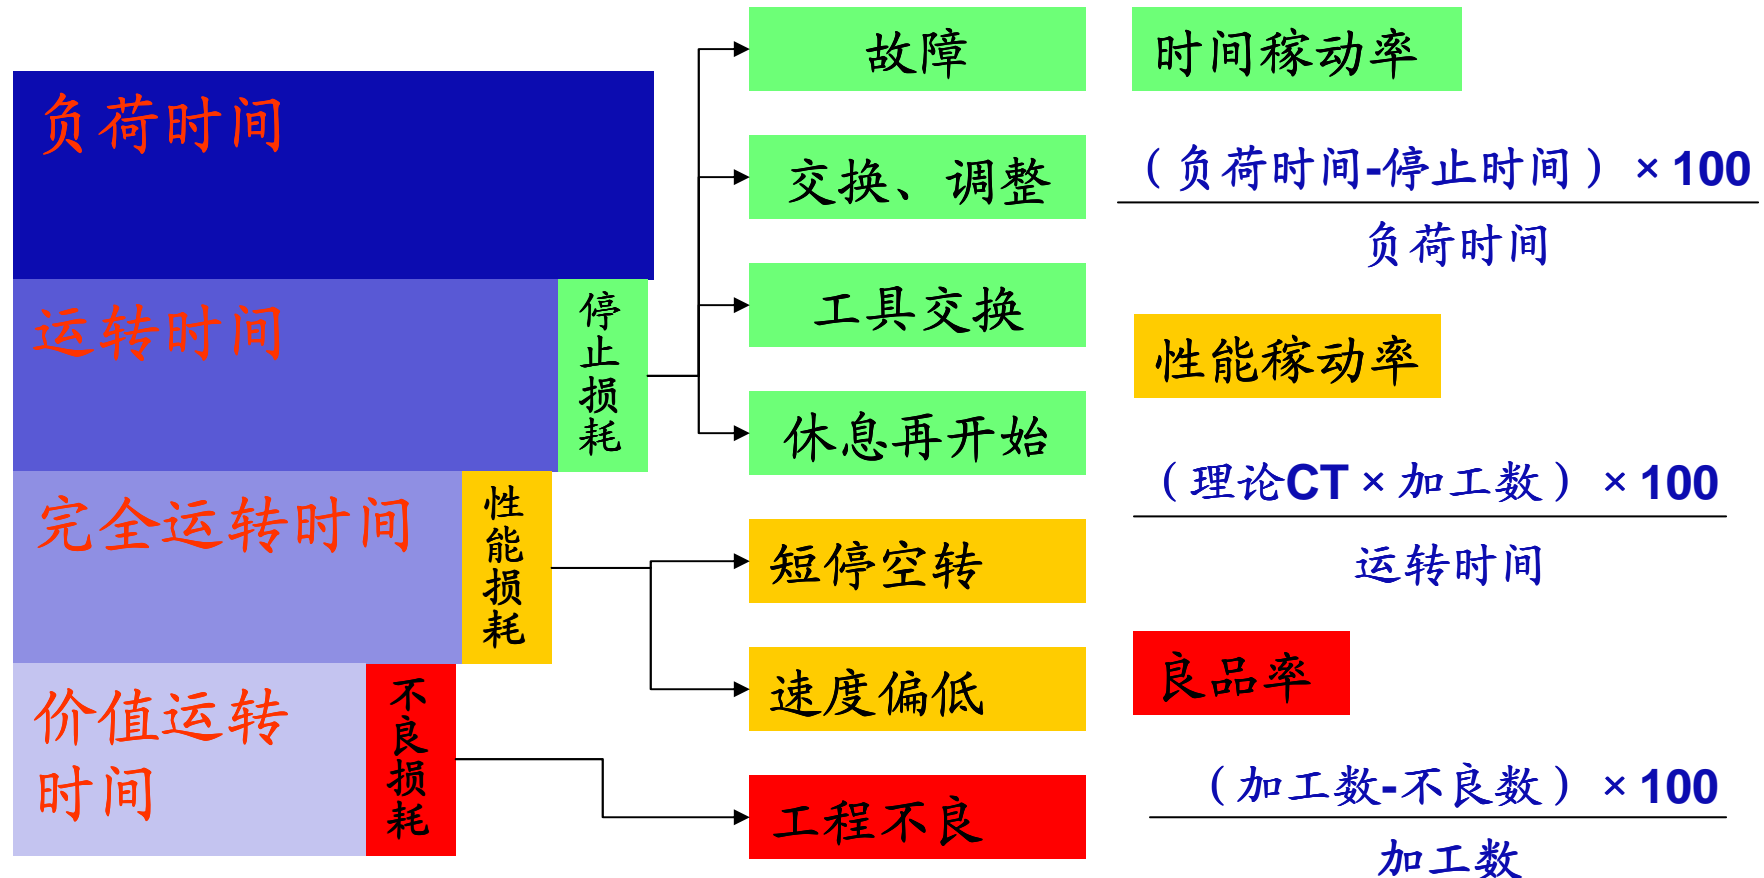 负荷时间
运转时间
停止损耗
完全运转时间
性能损耗
价值运转
时间
不良损耗
故障
交换、调整
工具交换
休息再开始
短停空转
速度偏低
工程不良
时间稼动率
（负荷时间-停止时间）×100
负荷时间
性能稼动率
（理论CT×加工数）×100
运转时间
良品率
（加工数-不良数）×100
加工数